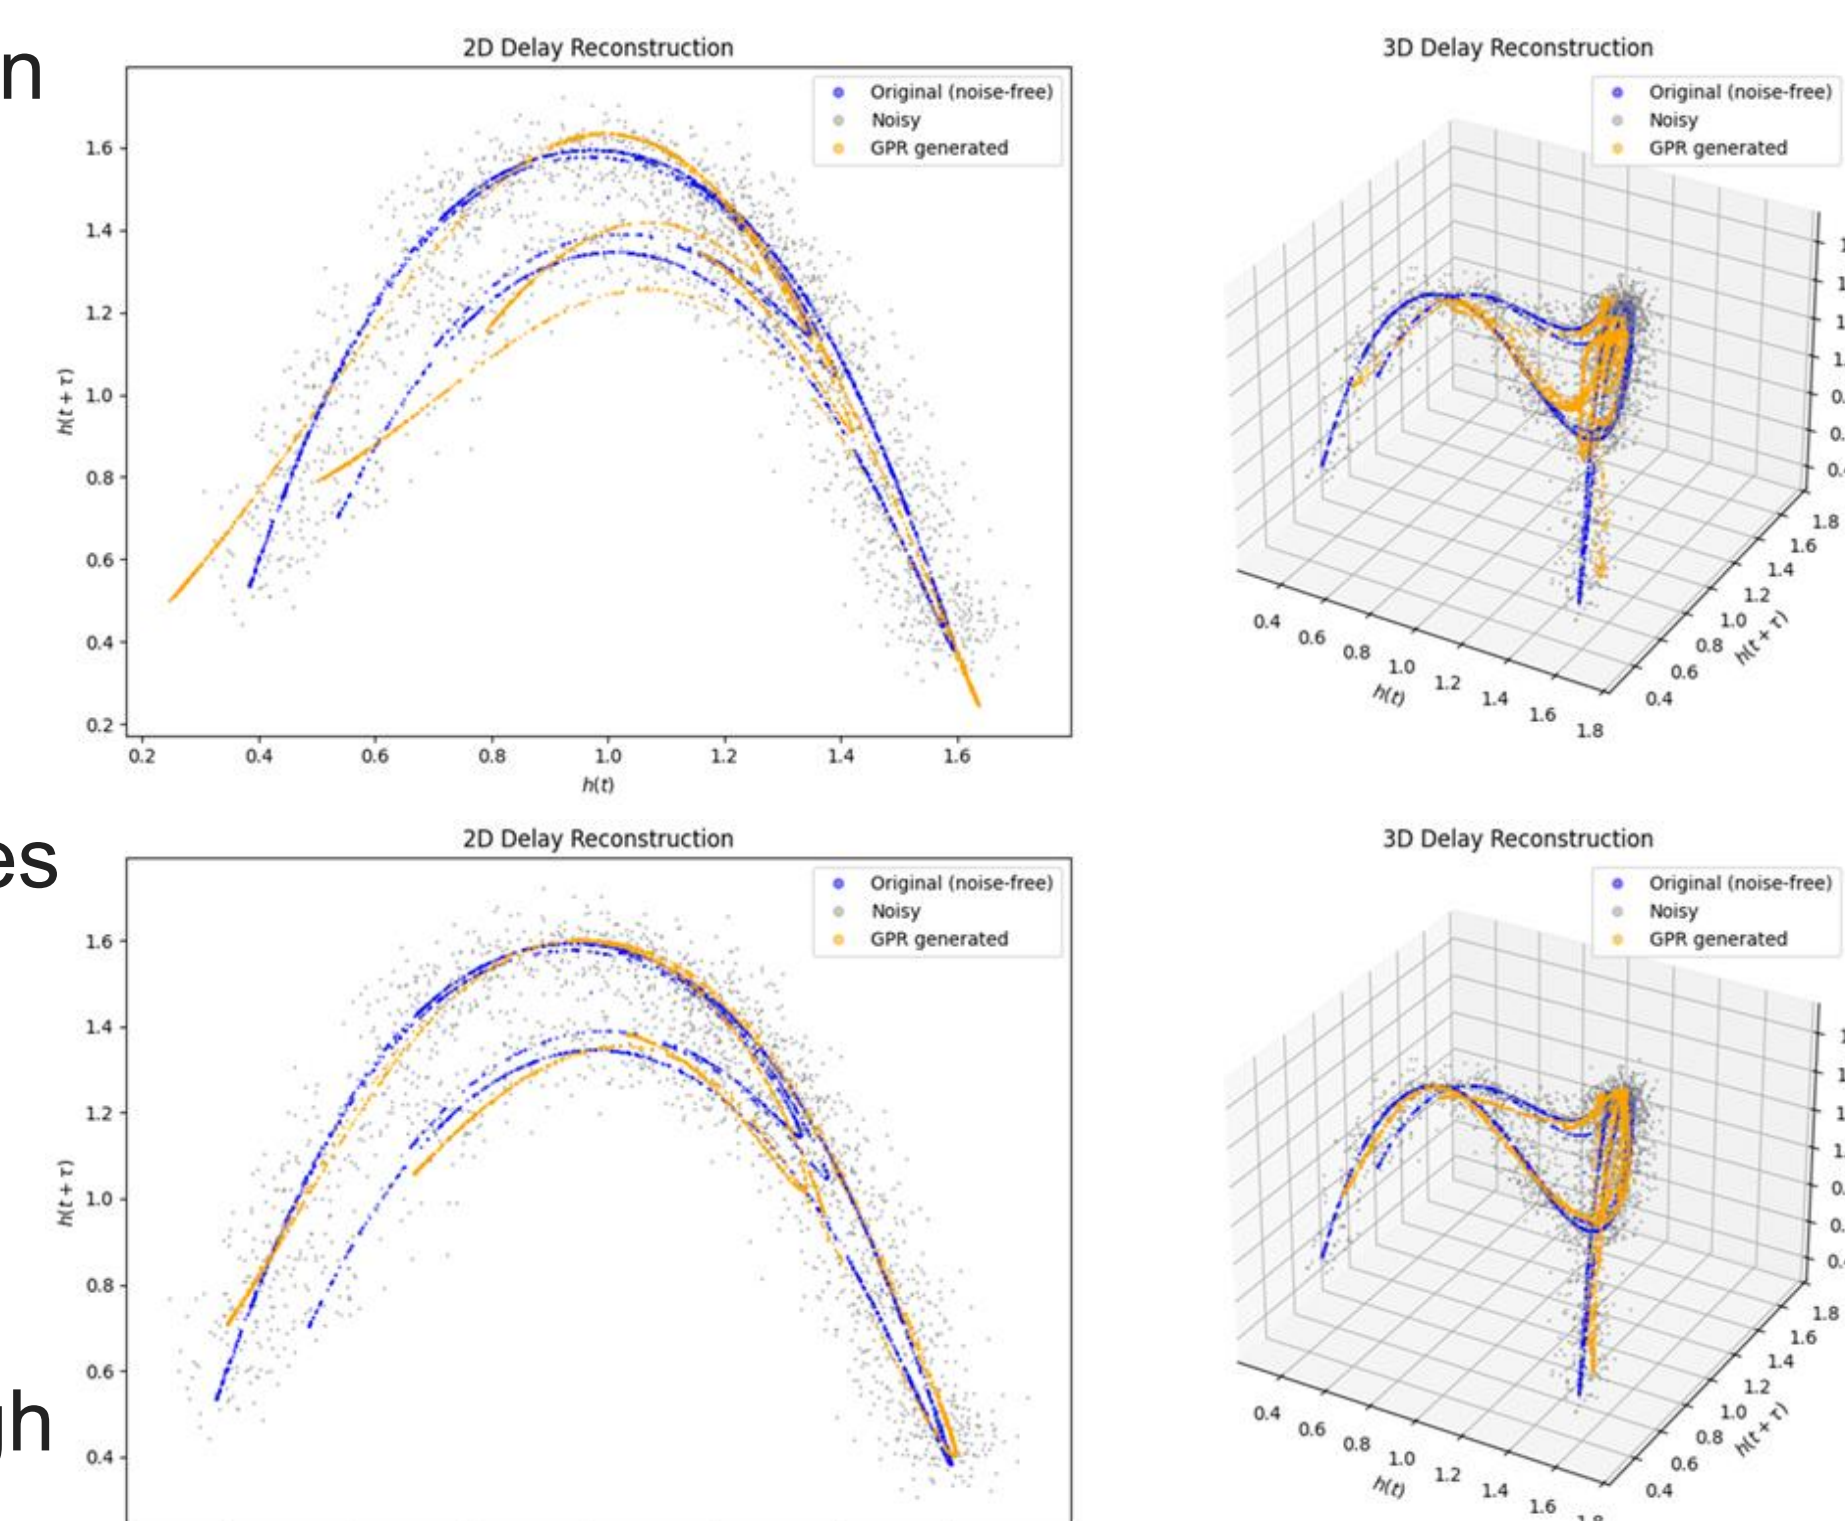 n
2D Delay Reconstruction
Original (noise-free)
Noisy
GPR generated
1.6
1.4
1.2
1.0
0.8
0.6
0.4
0.2
h(t + τ)
0.2 0.4 0.6 0.8 1.0 1.2 1.4 1.6
h(t)
3D Delay Reconstruction
Original (noise-free)
Noisy
GPR generated
0.4 0.6 0.8 1.0 1.2 1.4 1.6 1.8
h(t)
0.4 0.6 0.8 1.0 1.2 1.4 1.6 1.8
h(t + τ)
es
2D Delay Reconstruction
Original (noise-free)
Noisy
GPR generated
1.6
1.4
1.2
1.0
0.8
0.6
0.4
h(t + τ)
3D Delay Reconstruction
Original (noise-free)
Noisy
GPR generated
0.4 0.6 0.8 1.0 1.2 1.4 1.6
h(t)
0.4 0.6 0.8 1.0 1.2 1.4 1.6 1.8
h(t + τ)
gh